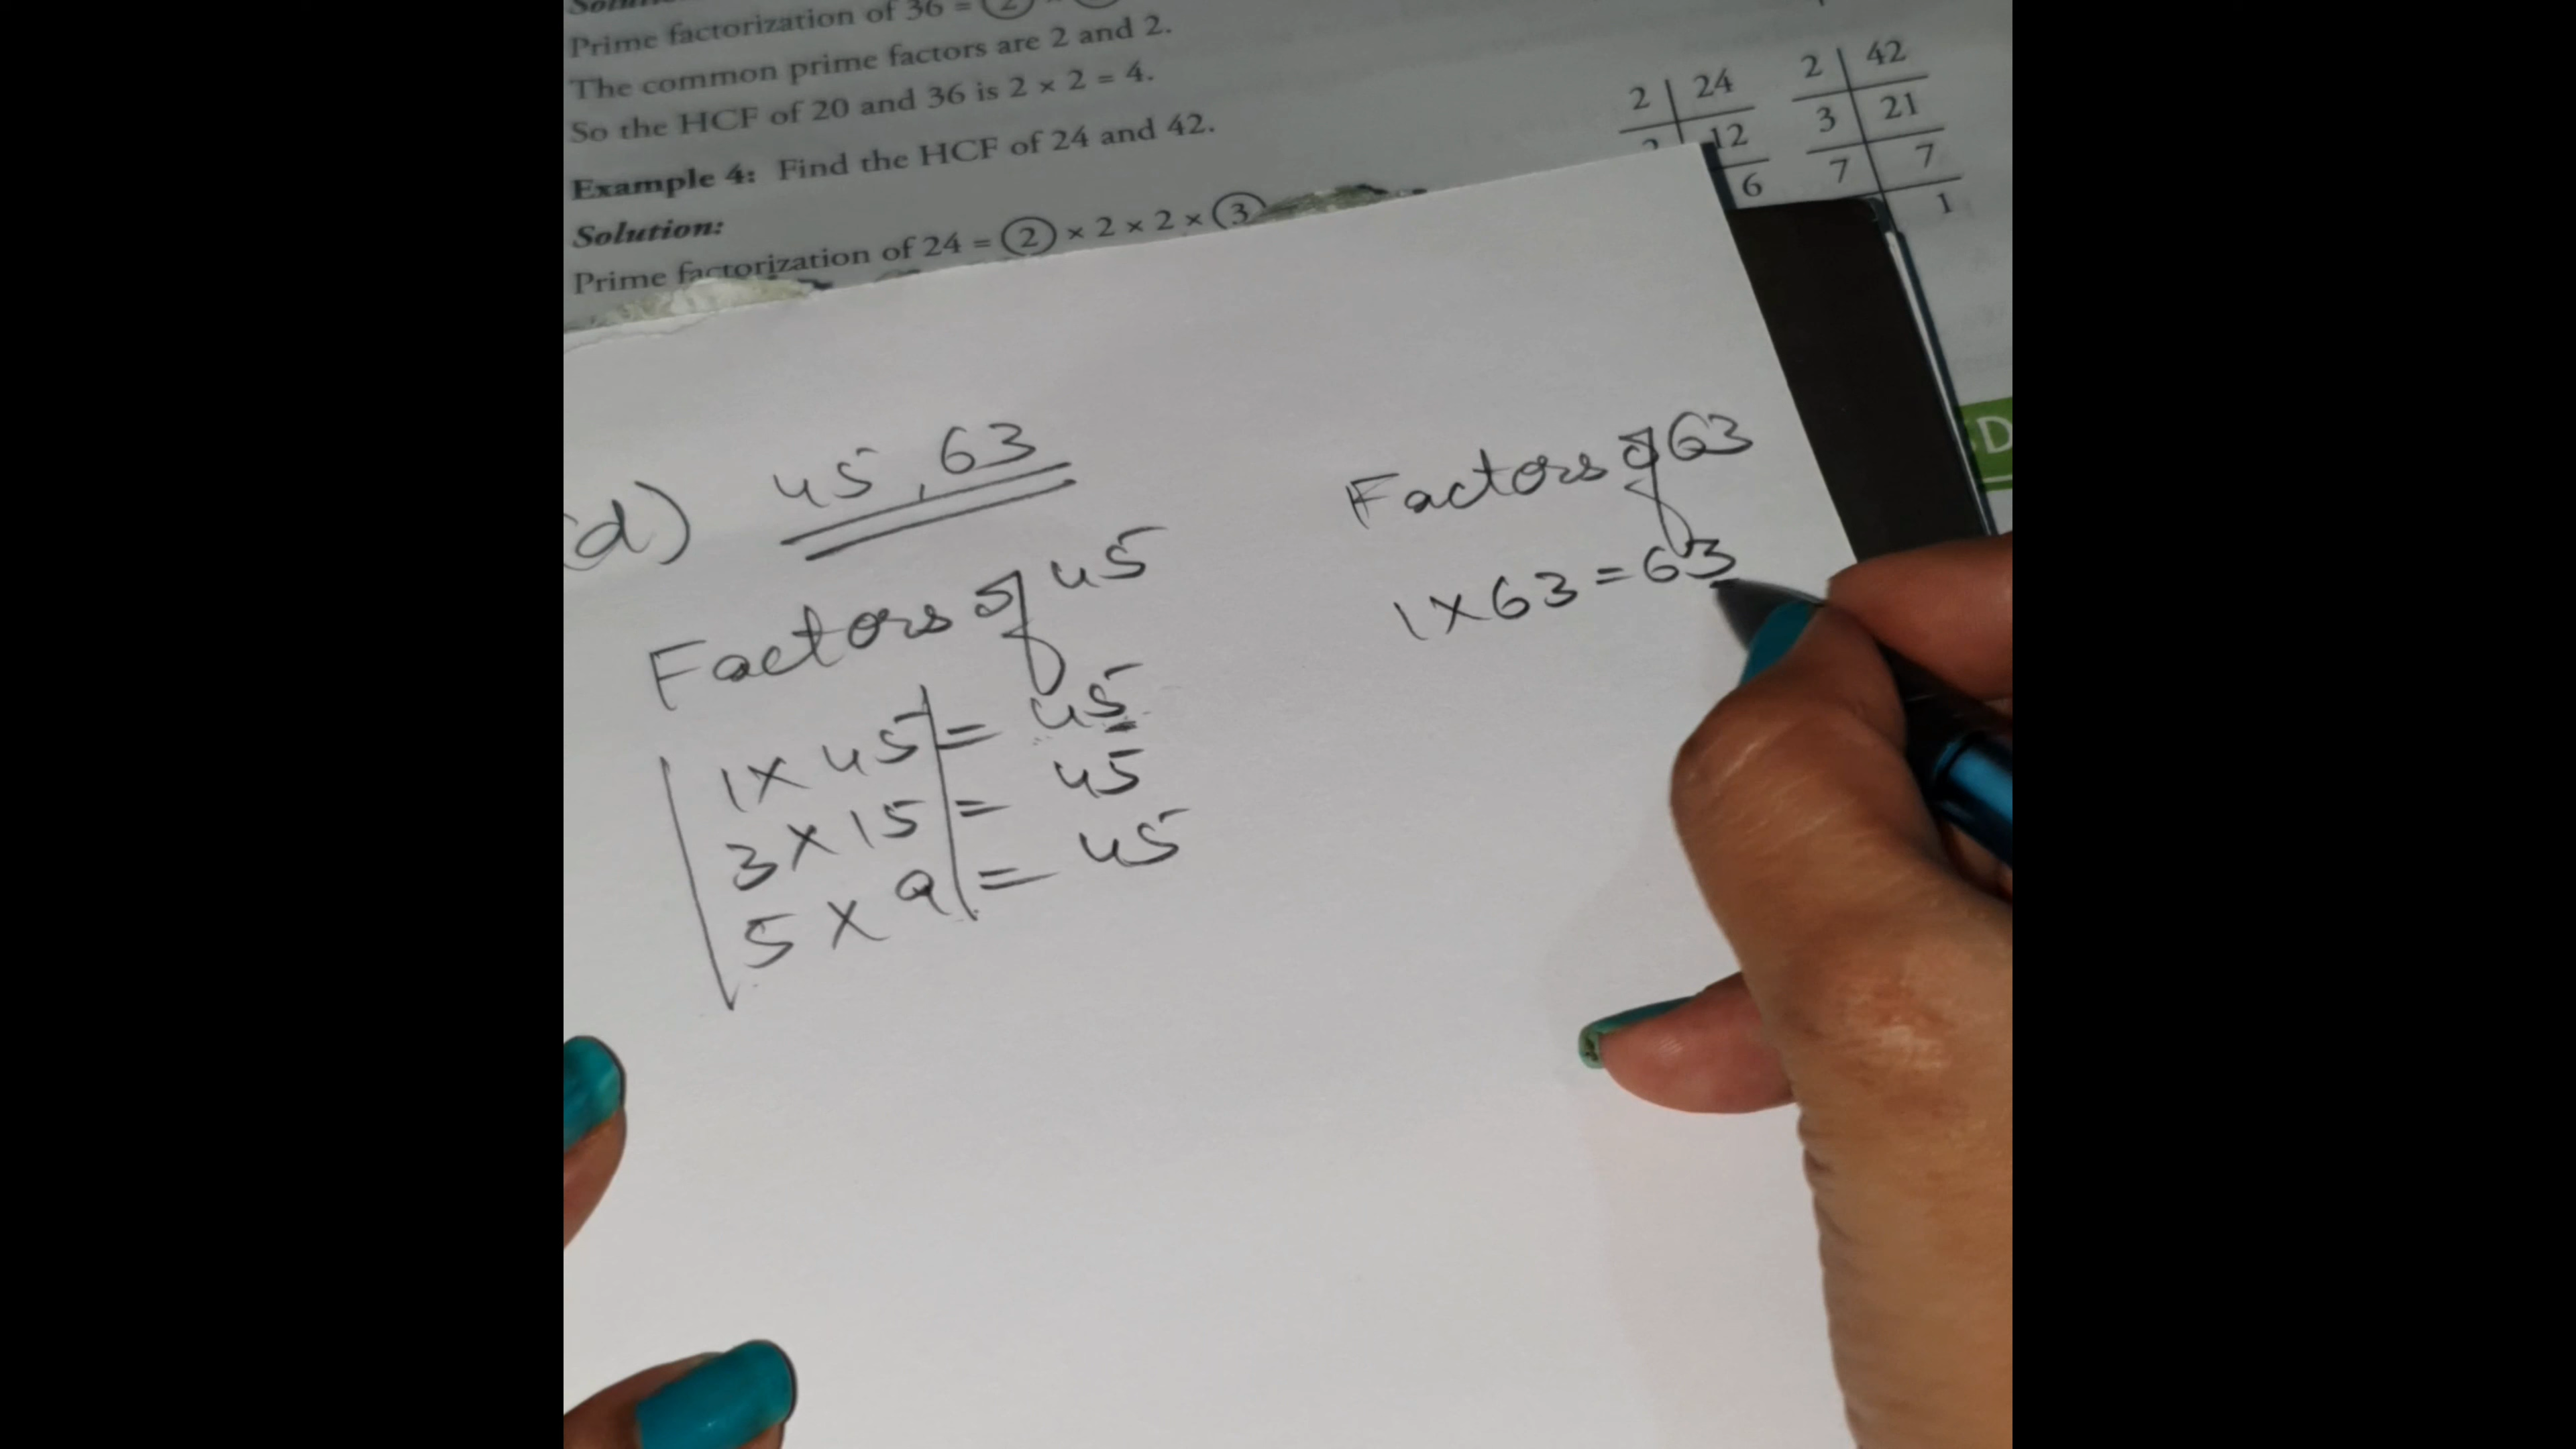 Prime factorization of 36 = 2
The common prime factors are 2 and 2.
So the HCF of 20 and 36 is 2 × 2 = 4.
Example 4: Find the HCF of 24 and 42.
Solution:
Prime factorization of 24 = 2 × 2 × 2 × 3
2 24
2 12
6
2 42
3 21
7 7
1
D
(d) 45, 63
Factors of 45
1 × 45 = 45
3 × 15 = 45
5 × 9 = 45
Factors of 63
1 × 63 = 63